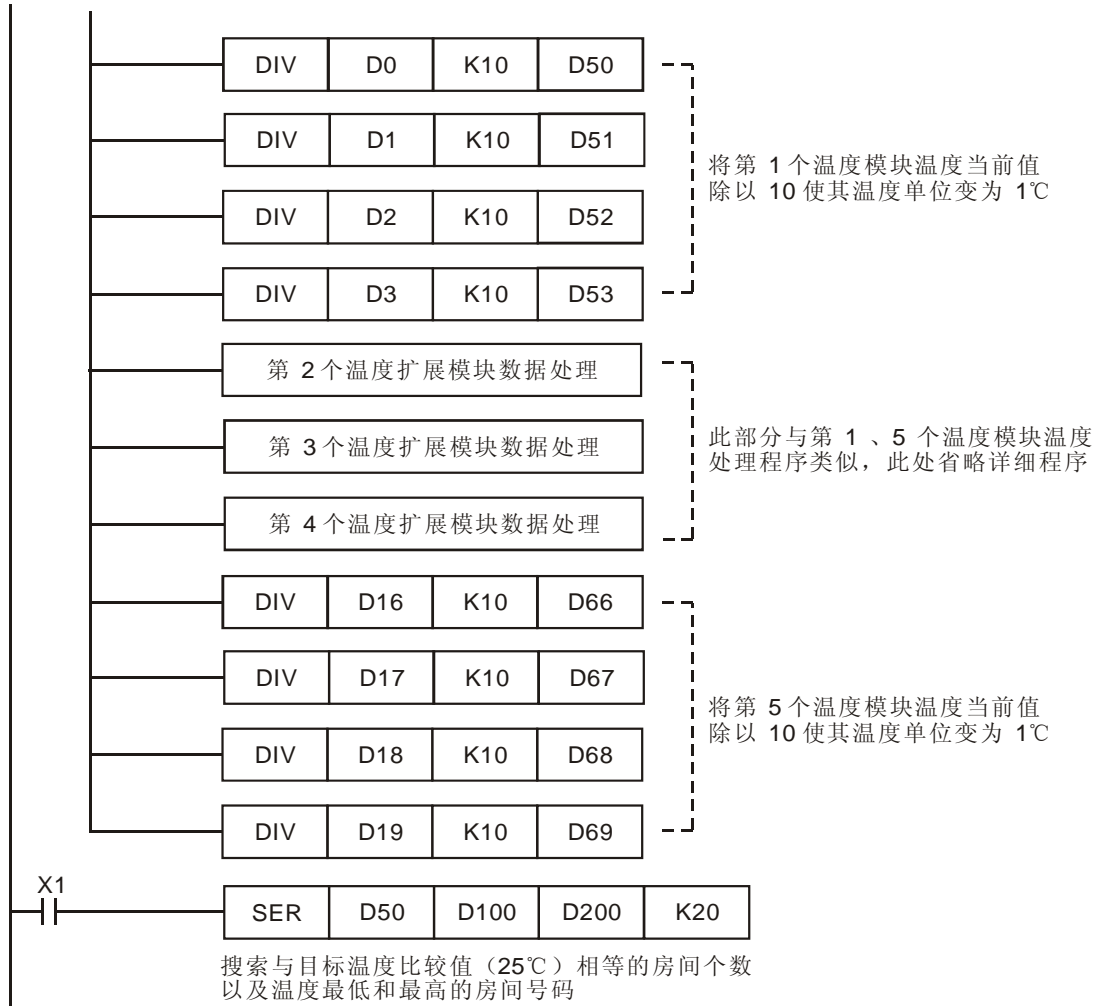 DIV D0 K10 D50
DIV D1 K10 D51
DIV D2 K10 D52
DIV D3 K10 D53
将第 1 个温度模块温度当前值
除以 10 使其温度单位变为 1℃
第 2 个温度扩展模块数据处理
第 3 个温度扩展模块数据处理
第 4 个温度扩展模块数据处理
此部分与第 1 、5 个温度模块温度
处理程序类似，此处省略详细程序
DIV D16 K10 D66
DIV D17 K10 D67
DIV D18 K10 D68
DIV D19 K10 D69
将第 5 个温度模块温度当前值
除以 10 使其温度单位变为 1℃
X1
SER D50 D100 D200 K20
搜索与目标温度比较值（25℃）相等的房间个数
以及温度最低和最高的房间号码